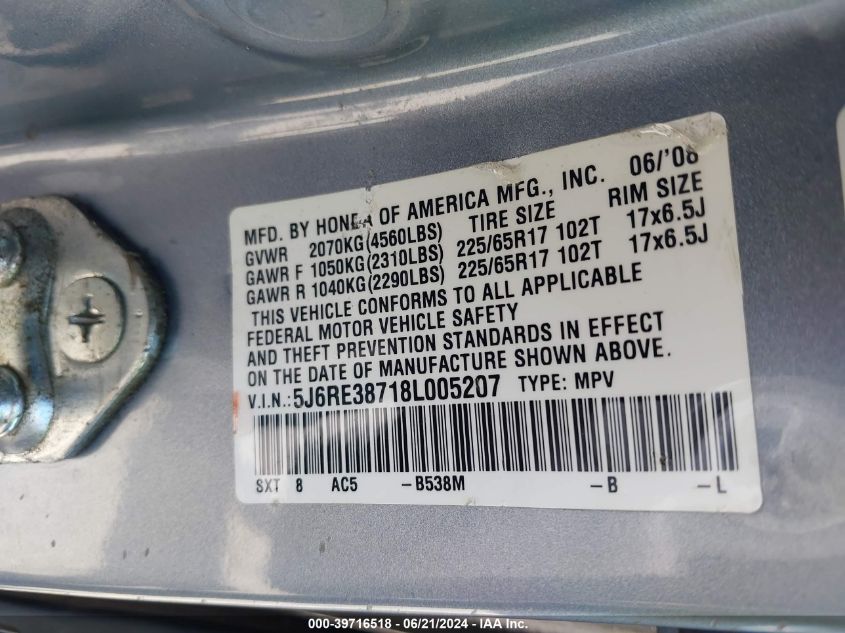 06/'08
MFD. BY HONDA OF AMERICA MFG., INC.
GVWR 2070KG(4560LBS) TIRE SIZE RIM SIZE
GAWR F 1050KG(2310LBS) 225/65R17 102T 17x6.5J
GAWR R 1040KG(2290LBS) 225/65R17 102T 17x6.5J
THIS VEHICLE CONFORMS TO ALL APPLICABLE
FEDERAL MOTOR VEHICLE SAFETY
AND THEFT PREVENTION STANDARDS IN EFFECT
ON THE DATE OF MANUFACTURE SHOWN ABOVE.
V.I.N.:5J6RE38718L005207 TYPE: MPV
SXT 8 AC5 -B538M -B -L
000-39716518 - 06/21/2024 - IAA Inc.